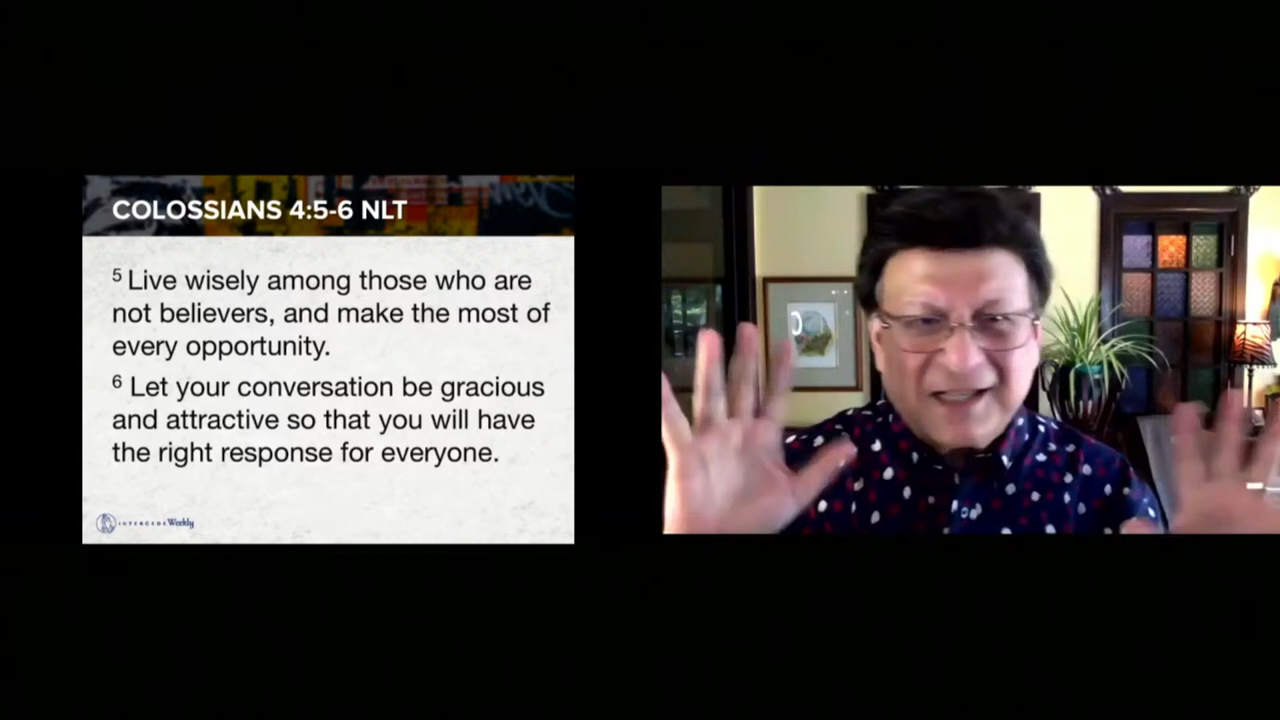 COLOSSIANS 4:5-6 NLT
5 Live wisely among those who are
not believers, and make the most of
every opportunity.
6 Let your conversation be gracious
and attractive so that you will have
the right response for everyone.
INTERCEDE Weekly